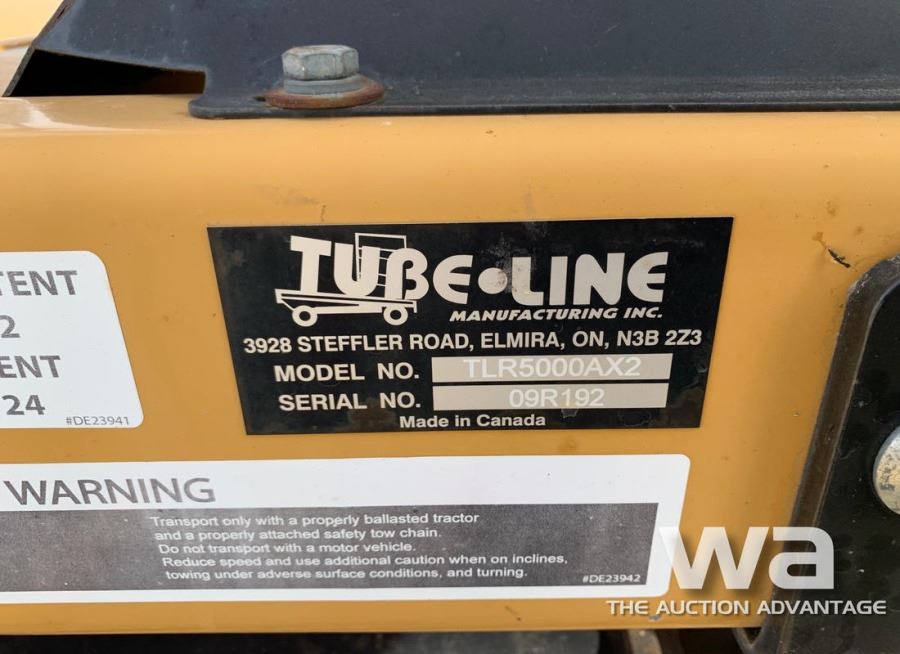 TENT
2
ENT
24
#DE23941
TUBE•LINE
MANUFACTURING INC.
3928 STEFFLER ROAD, ELMIRA, ON, N3B 2Z3
MODEL NO. TLR5000AX2
SERIAL NO. 09R192
Made in Canada
WARNING
Transport only with a properly ballasted tractor
and a properly attached safety tow chain.
Do not transport with a motor vehicle.
Reduce speed and use additional caution when on inclines,
towing under adverse surface conditions, and turning.
#DE23942
wa
THE AUCTION ADVANTAGE